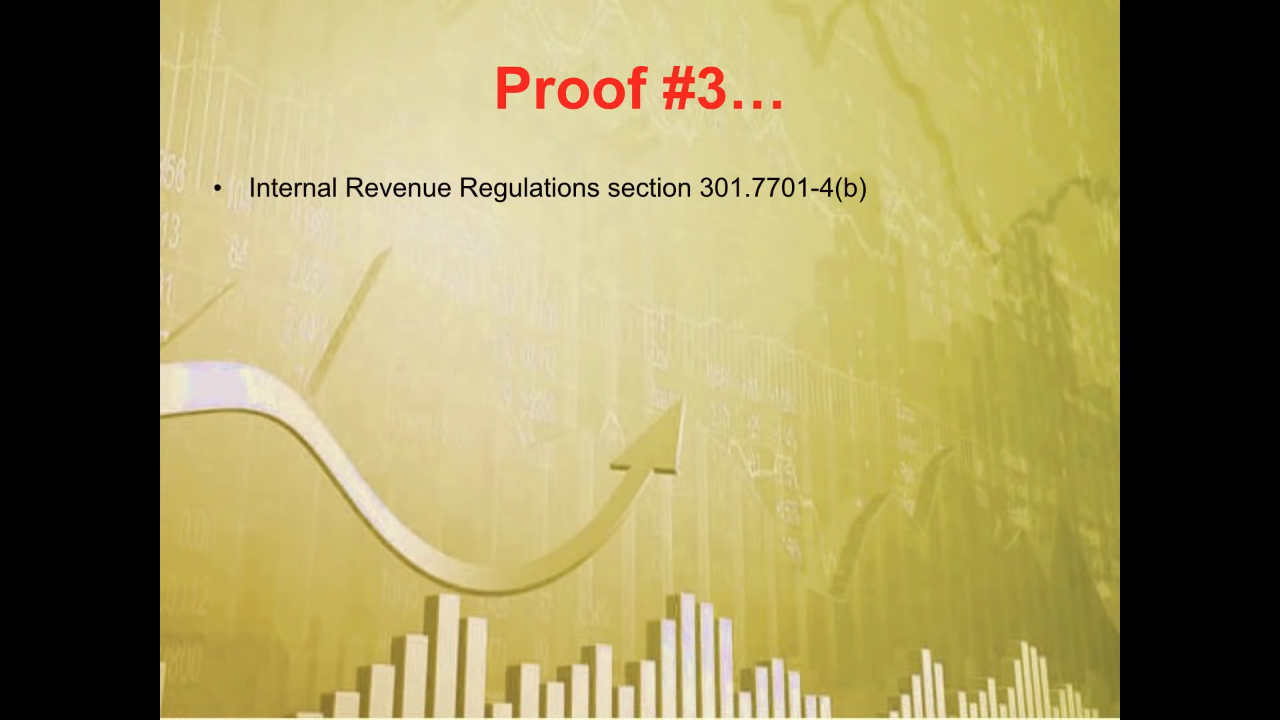 Proof #3…
• Internal Revenue Regulations section 301.7701-4(b)